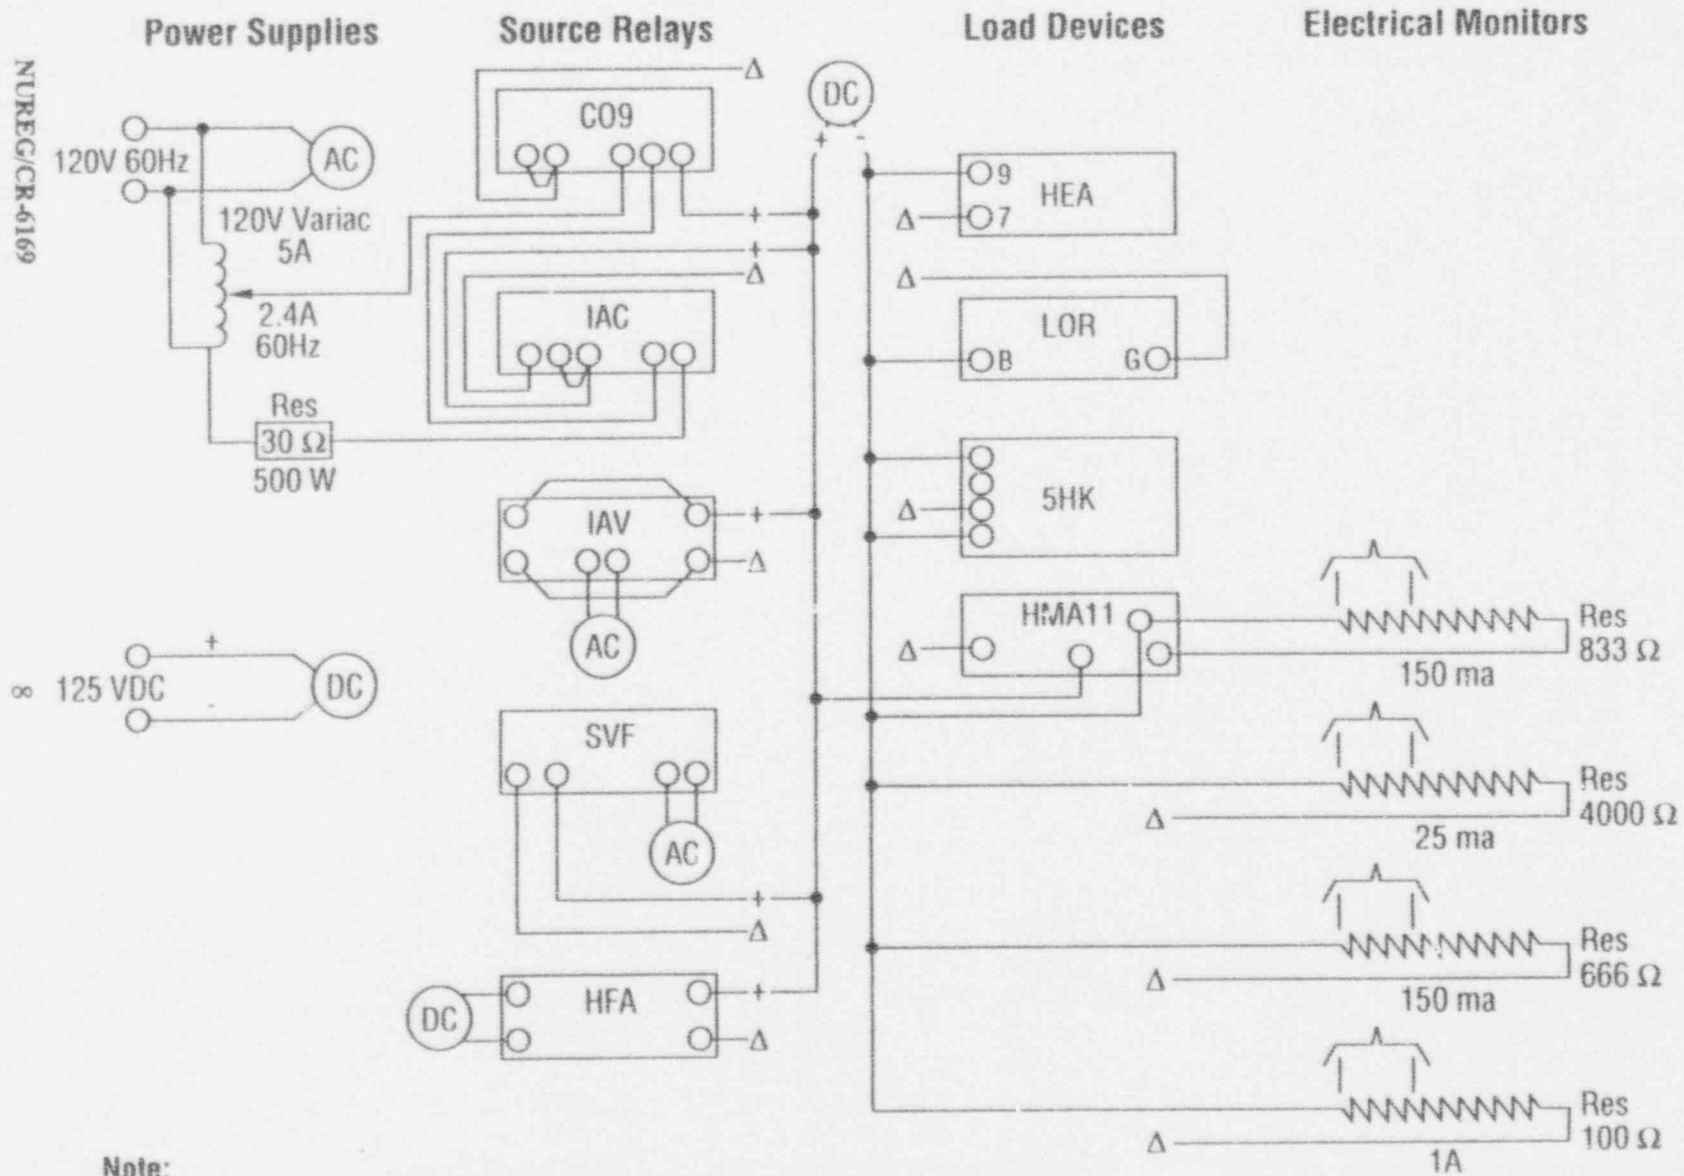 NUREG/CR-6169
8
Power Supplies
Source Relays
Load Devices
Electrical Monitors
120V 60Hz
AC
120V Variac
5A
2.4A
60Hz
Res
30 Ω
500 W
+
125 VDC
-
DC
Δ
CO9
+
+
Δ
IAC
IAV
+
Δ
AC
SVF
AC
+
Δ
DC
HFA
+
Δ
DC
+ -
9
HEA
Δ
7
Δ
LOR
B
G
5HK
Δ
HMA11
Δ
Res
833 Ω
150 ma
Res
4000 Ω
Δ
25 ma
Res
666 Ω
Δ
150 ma
Res
100 Ω
Δ
1A
Note: